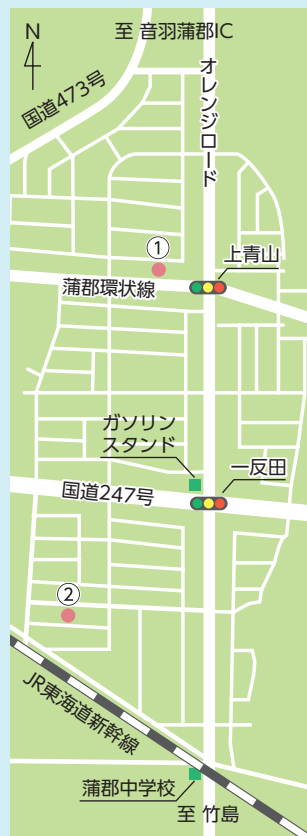 N
至 音羽蒲郡IC
国道473号
オレンジロード
①
上青山
蒲郡環状線
ガソリン
スタンド
一反田
国道247号
②
JR東海道新幹線
蒲郡中学校
至 竹島